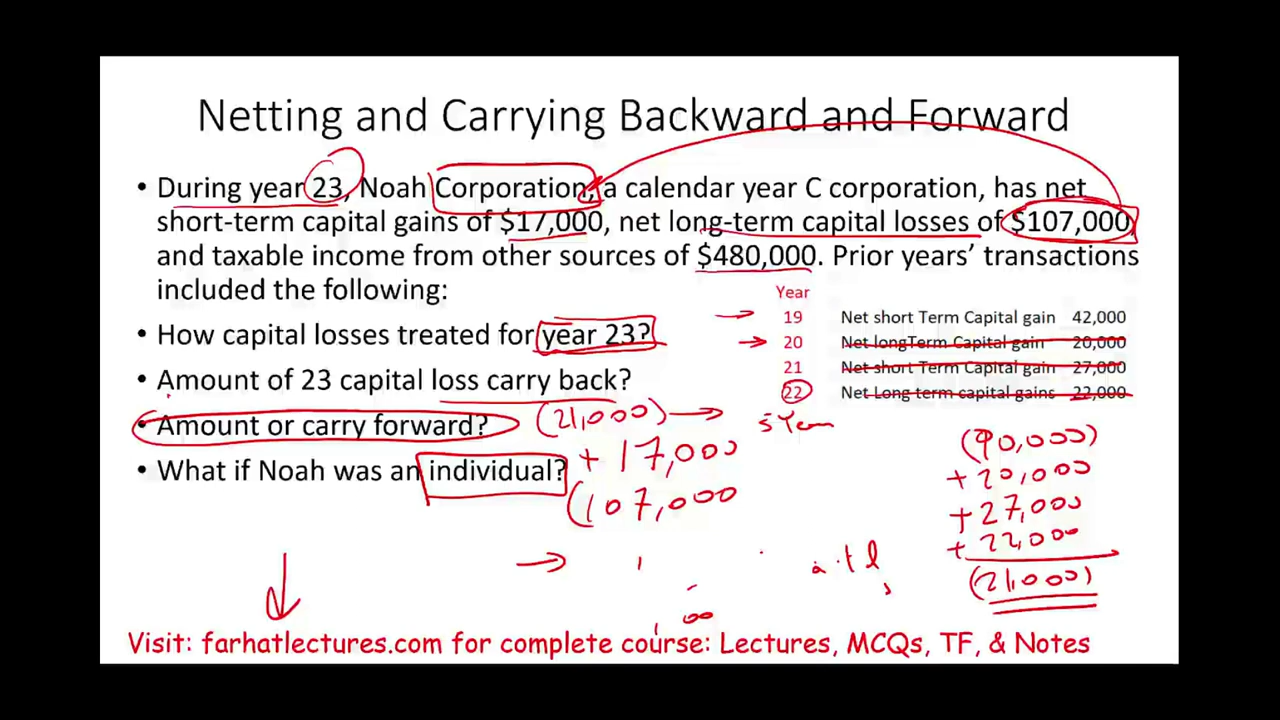 Netting and Carrying Backward and Forward
• During year 23, Noah Corporation, a calendar year C corporation, has net
short-term capital gains of $17,000, net long-term capital losses of $107,000,
and taxable income from other sources of $480,000. Prior years’ transactions
included the following:
Year
19 Net short Term Capital gain 42,000
20 Net longTerm Capital gain 20,000
21 Net short Term Capital gain 27,000
22 Net Long term capital gains 22,000
• How capital losses treated for year 23?
• Amount of 23 capital loss carry back?
• Amount or carry forward?
(21,000) 5 Year
• What if Noah was an individual?
+ 17,000
(107,000
(90,000)
+20,000
+27,000
+22,000
(21,000)
Visit: farhatlectures.com for complete course: Lectures, MCQs, TF, & Notes